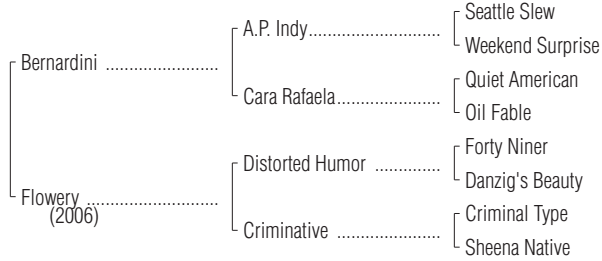 Seattle Slew
A.P. Indy..............................
Weekend Surprise
Bernardini .........................
Quiet American
Cara Rafaela........................
Oil Fable
Forty Niner
Distorted Humor ...............
Danzig's Beauty
Flowery .............................
(2006)
Criminal Type
Criminative .......................
Sheena Native